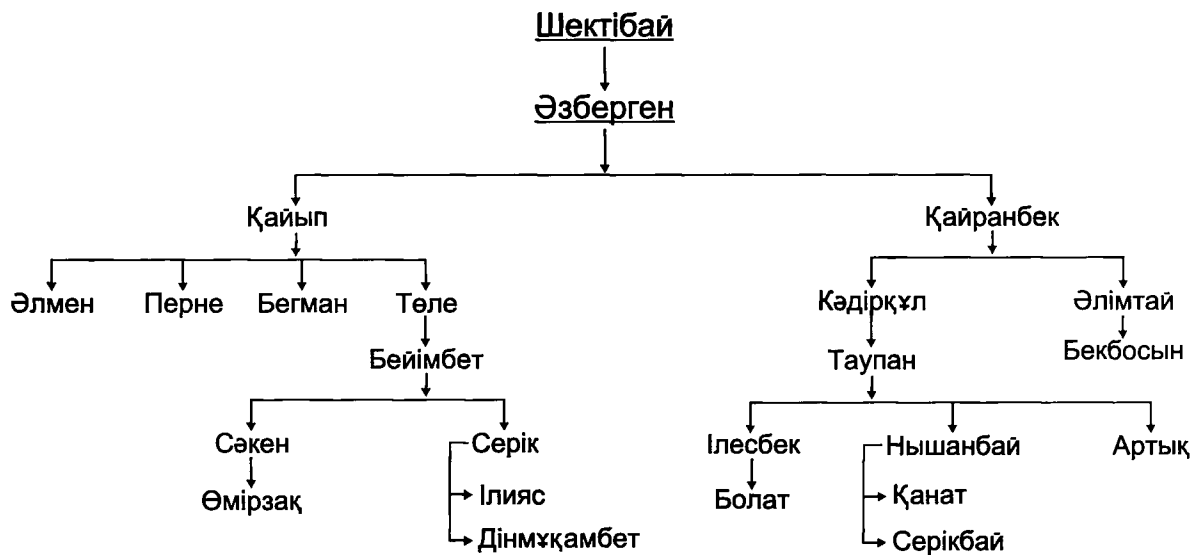 Шектібай
Әзберген
Қайып Қайранбек
Әлмен Перне Бегман Төле Кәдірқұл Әлімтай
Бейімбет Таупан Бекбосын
Сәкен Серік Ілесбек Нышанбай Артық
Өмірзақ Ілияс Болат Қанат
Дінмұқамбет Серікбай